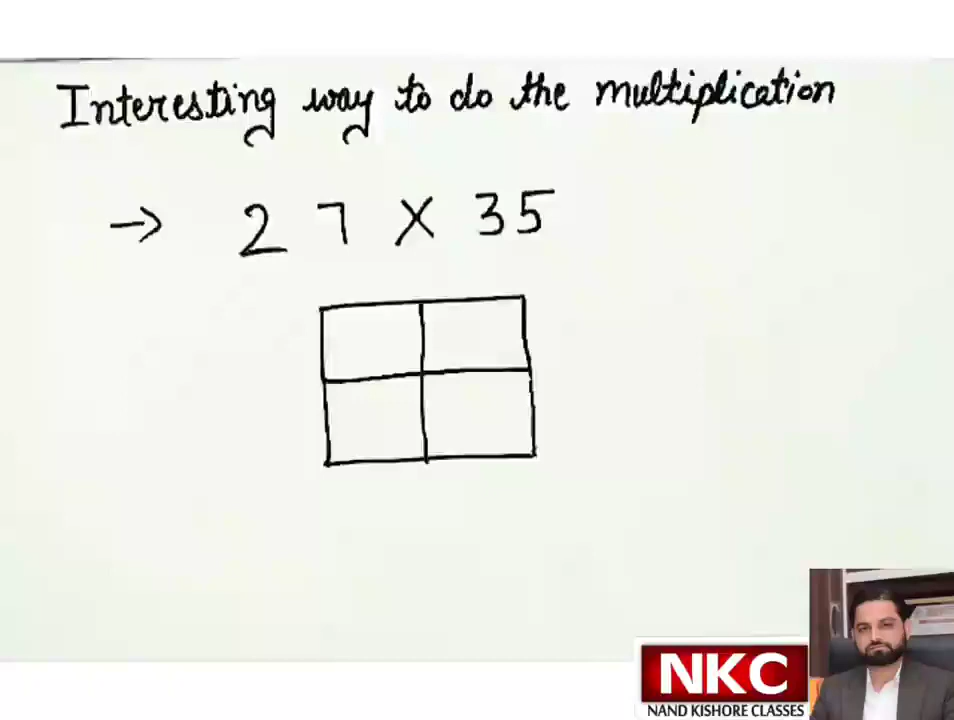 Interesting way to do the multiplication
→ 27 X 35
NKC
NAND KISHORE CLASSES